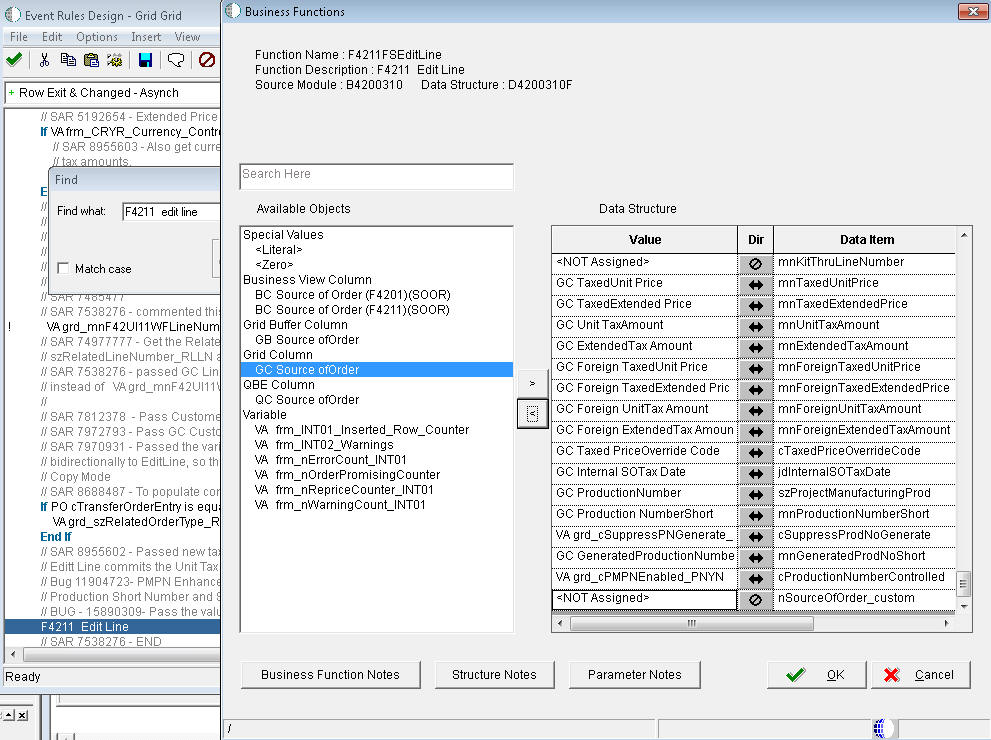 Event Rules Design - Grid Grid
File Edit Options Insert View
+ Row Exit & Changed - Asynch
// SAR 5192654 - Extended Price
If VA frm_CRYR_Currency_Contro
// SAR 8955603 - Also get curre
// tax amounts.
E
//
//
//
//
//
//
// SAR 7485477
// SAR 7538276 - commented this
! VA grd_mnF42UI11WFLineNum
// SAR 74977777 - Get the Relate
// szRelatedLineNumber_RLLN a
// SAR 7538276 - passed GC Lin
// instead of VA grd_mnF42UI11W
//
// SAR 7812378 - Pass Custome
// SAR 7972793 - Pass GC Custo
// SAR 7970931 - Passed the vari
// bidirectionally to EditLine, so th
// Copy Mode
// SAR 8688487 - To populate cor
If PO cTransferOrderEntry is equa
VA grd_szRelatedOrderType_R
End If
// SAR 8955602 - Passed new tax
// Editt Line commits the Unit Tax
// Bug 11904723- PMPN Enhance
// Production Short Number and S
// BUG - 15890309- Pass the valu
F4211 Edit Line
// SAR 7538276 - END
Ready
Find
Find what: F4211 edit line
Match case
Business Functions
Function Name : F4211FSEditLine
Function Description : F4211 Edit Line
Source Module : B4200310 Data Structure : D4200310F
Search Here
Available Objects
Special Values
<Literal>
<Zero>
Business View Column
BC Source of Order (F4201)(SOOR)
BC Source of Order (F4211)(SOOR)
Grid Buffer Column
GB Source ofOrder
Grid Column
GC Source ofOrder
QBE Column
QC Source ofOrder
Variable
VA frm_INT01_Inserted_Row_Counter
VA frm_INT02_Warnings
VA frm_nErrorCount_INT01
VA frm_nOrderPromisingCounter
VA frm_nRepriceCounter_INT01
VA frm_nWarningCount_INT01
>
<
Data Structure
Value Dir Data Item
<NOT Assigned> mnKitThruLineNumber
GC TaxedUnit Price mnTaxedUnitPrice
GC TaxedExtended Price mnTaxedExtendedPrice
GC Unit TaxAmount mnUnitTaxAmount
GC ExtendedTax Amount mnExtendedTaxAmount
GC Foreign TaxedUnit Price mnForeignTaxedUnitPrice
GC Foreign TaxedExtended Pric mnForeignTaxedExtendedPrice
GC Foreign UnitTax Amount mnForeignUnitTaxAmount
GC Foreign ExtendedTax Amoun mnForeignExtendedTaxAmount
GC Taxed PriceOverride Code cTaxedPriceOverrideCode
GC Internal SOTax Date jdInternalSOTaxDate
GC ProductionNumber szProjectManufacturingProd
GC Production NumberShort mnProductionNumberShort
VA grd_cSuppressPNGenerate_ cSuppressProdNoGenerate
GC GeneratedProductionNumbe mnGeneratedProdNoShort
VA grd_cPMPNEnabled_PNYN cProductionNumberControlled
<NOT Assigned> nSourceOfOrder_custom
Business Function Notes Structure Notes Parameter Notes OK Cancel
/